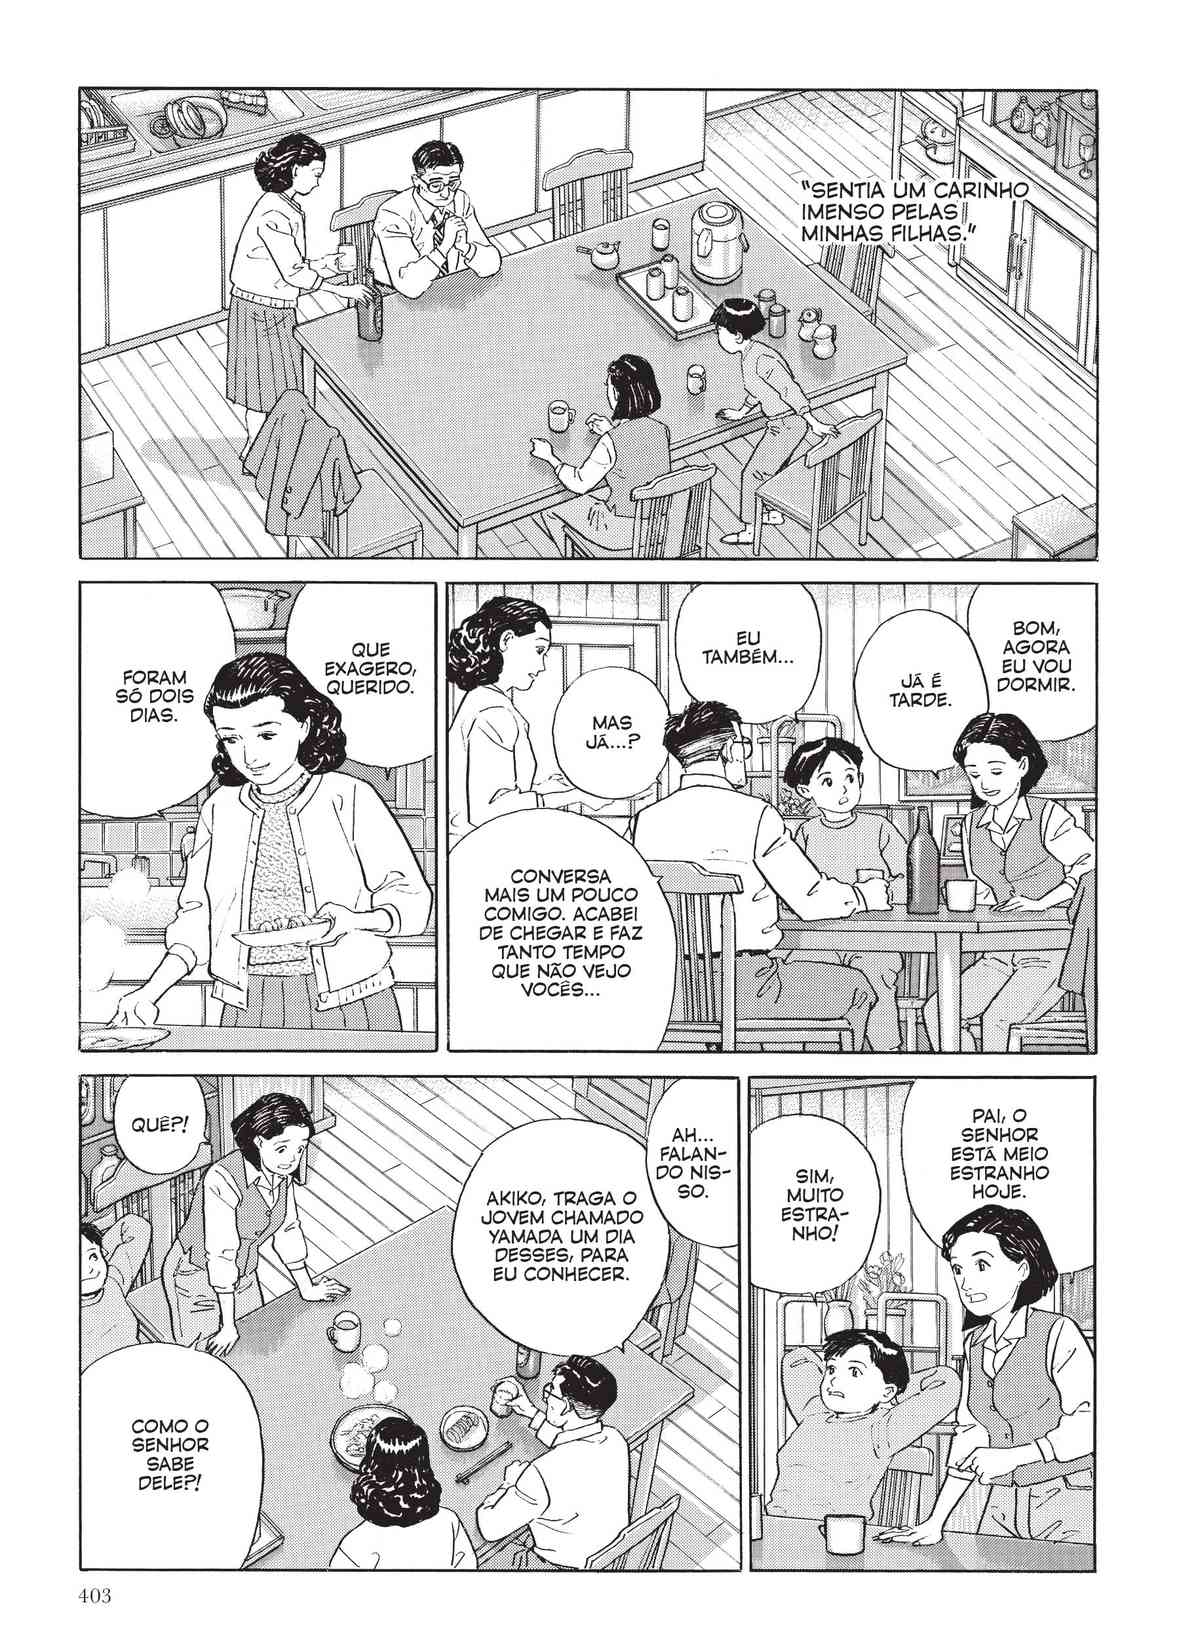 "SENTIA UM CARINHO
IMENSO PELAS
MINHAS FILHAS."
BOM,
AGORA
EU VOU
DORMIR.
JÁ É
TARDE.
EU
TAMBÉM...
MAS
JÁ...?
CONVERSA
MAIS UM POUCO
COMIGO. ACABEI
DE CHEGAR E FAZ
TANTO TEMPO
QUE NÃO VEJO
VOCÊS...
QUE
EXAGERO,
QUERIDO.
FORAM
SÓ DOIS
DIAS.
PAI, O
SENHOR
ESTÁ MEIO
ESTRANHO
HOJE.
SIM,
MUITO
ESTRA-
NHO!
AH...
FALAN-
DO NIS-
SO.
AKIKO, TRAGA O
JOVEM CHAMADO
YAMADA UM DIA
DESSES, PARA
EU CONHECER.
QUÊ?!
COMO O
SENHOR
SABE
DELE?!
403